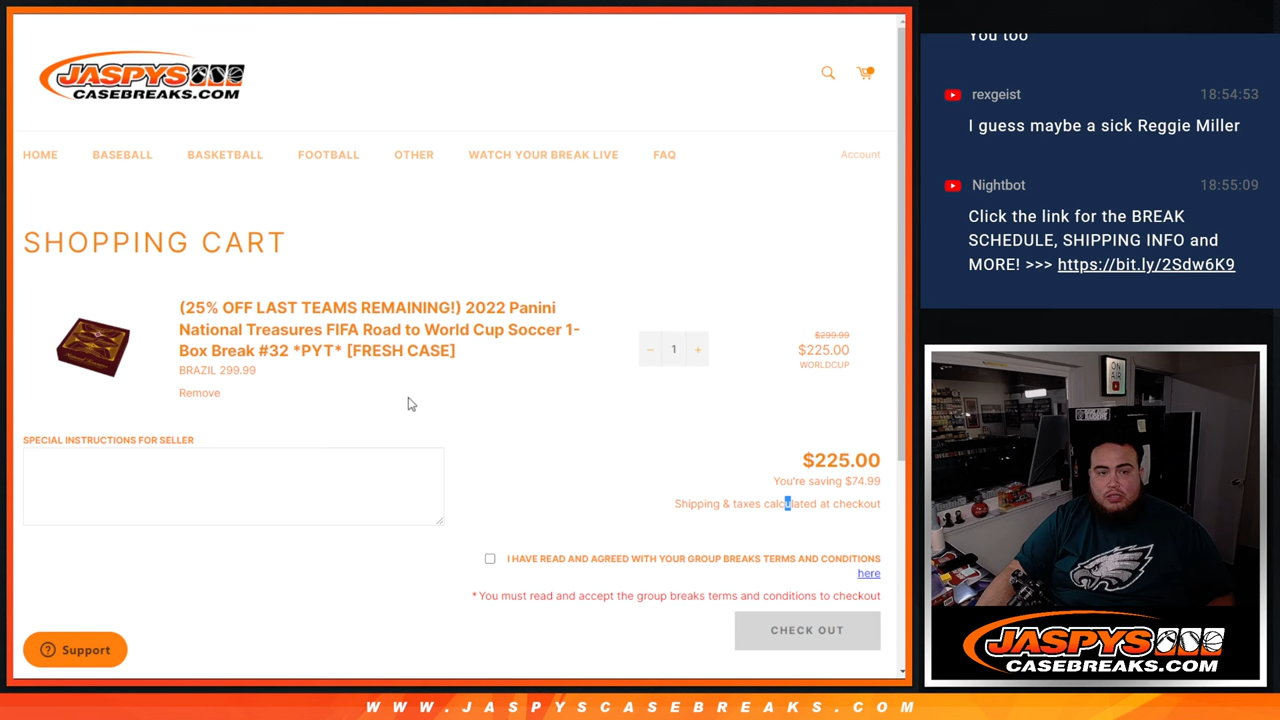 JASPYS
CASEBREAKS.COM
HOME BASEBALL BASKETBALL FOOTBALL OTHER WATCH YOUR BREAK LIVE FAQ Account
SHOPPING CART
(25% OFF LAST TEAMS REMAINING!) 2022 Panini
National Treasures FIFA Road to World Cup Soccer 1-
Box Break #32 *PYT* [FRESH CASE]
BRAZIL 299.99
Remove
1
$299.99
$225.00
WORLDCUP
SPECIAL INSTRUCTIONS FOR SELLER
$225.00
You're saving $74.99
Shipping & taxes calculated at checkout
I HAVE READ AND AGREED WITH YOUR GROUP BREAKS TERMS AND CONDITIONS
here
*You must read and accept the group breaks terms and conditions to checkout
CHECK OUT
Support
You too
rexgeist 18:54:53
I guess maybe a sick Reggie Miller
Nightbot 18:55:09
Click the link for the BREAK
SCHEDULE, SHIPPING INFO and
MORE! >>> https://bit.ly/2Sdw6K9
ON
AIR
JASPYS
CASEBREAKS.COM
WWW.JASPYSCASEBREAKS.COM